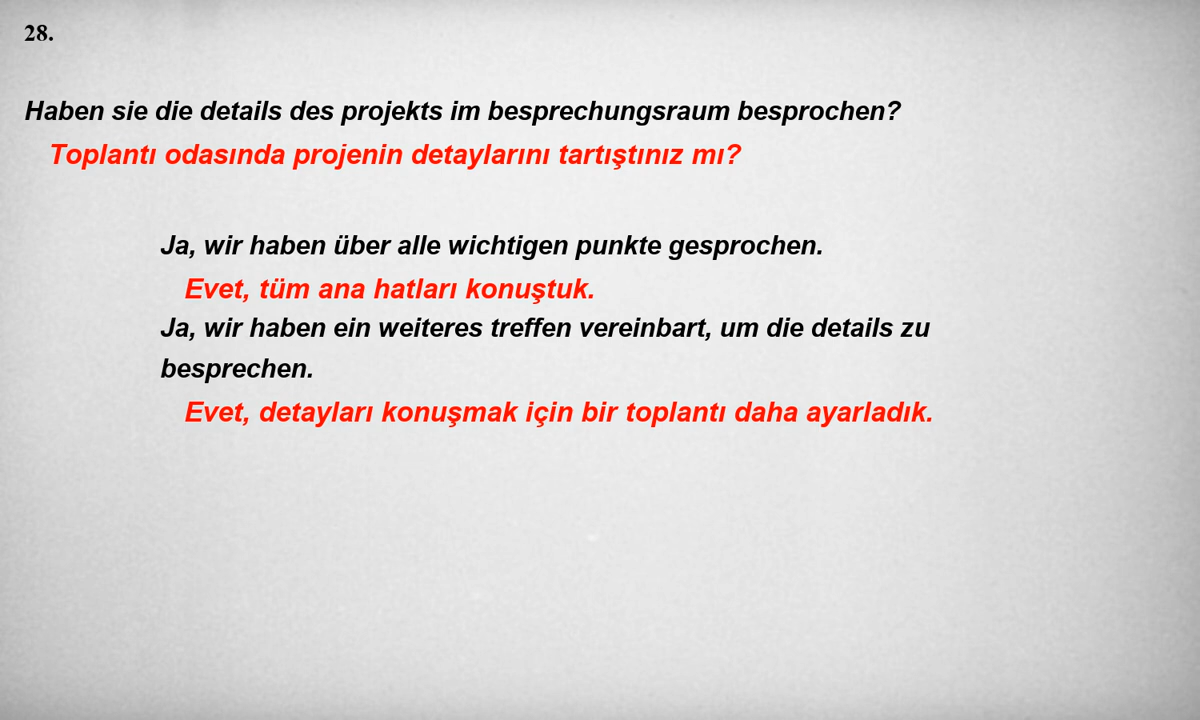 28.
Haben sie die details des projekts im besprechungsraum besprochen?
Toplantı odasında projenin detaylarını tartıştınız mı?
Ja, wir haben über alle wichtigen punkte gesprochen.
Evet, tüm ana hatları konuştuk.
Ja, wir haben ein weiteres treffen vereinbart, um die details zu
besprechen.
Evet, detayları konuşmak için bir toplantı daha ayarladık.